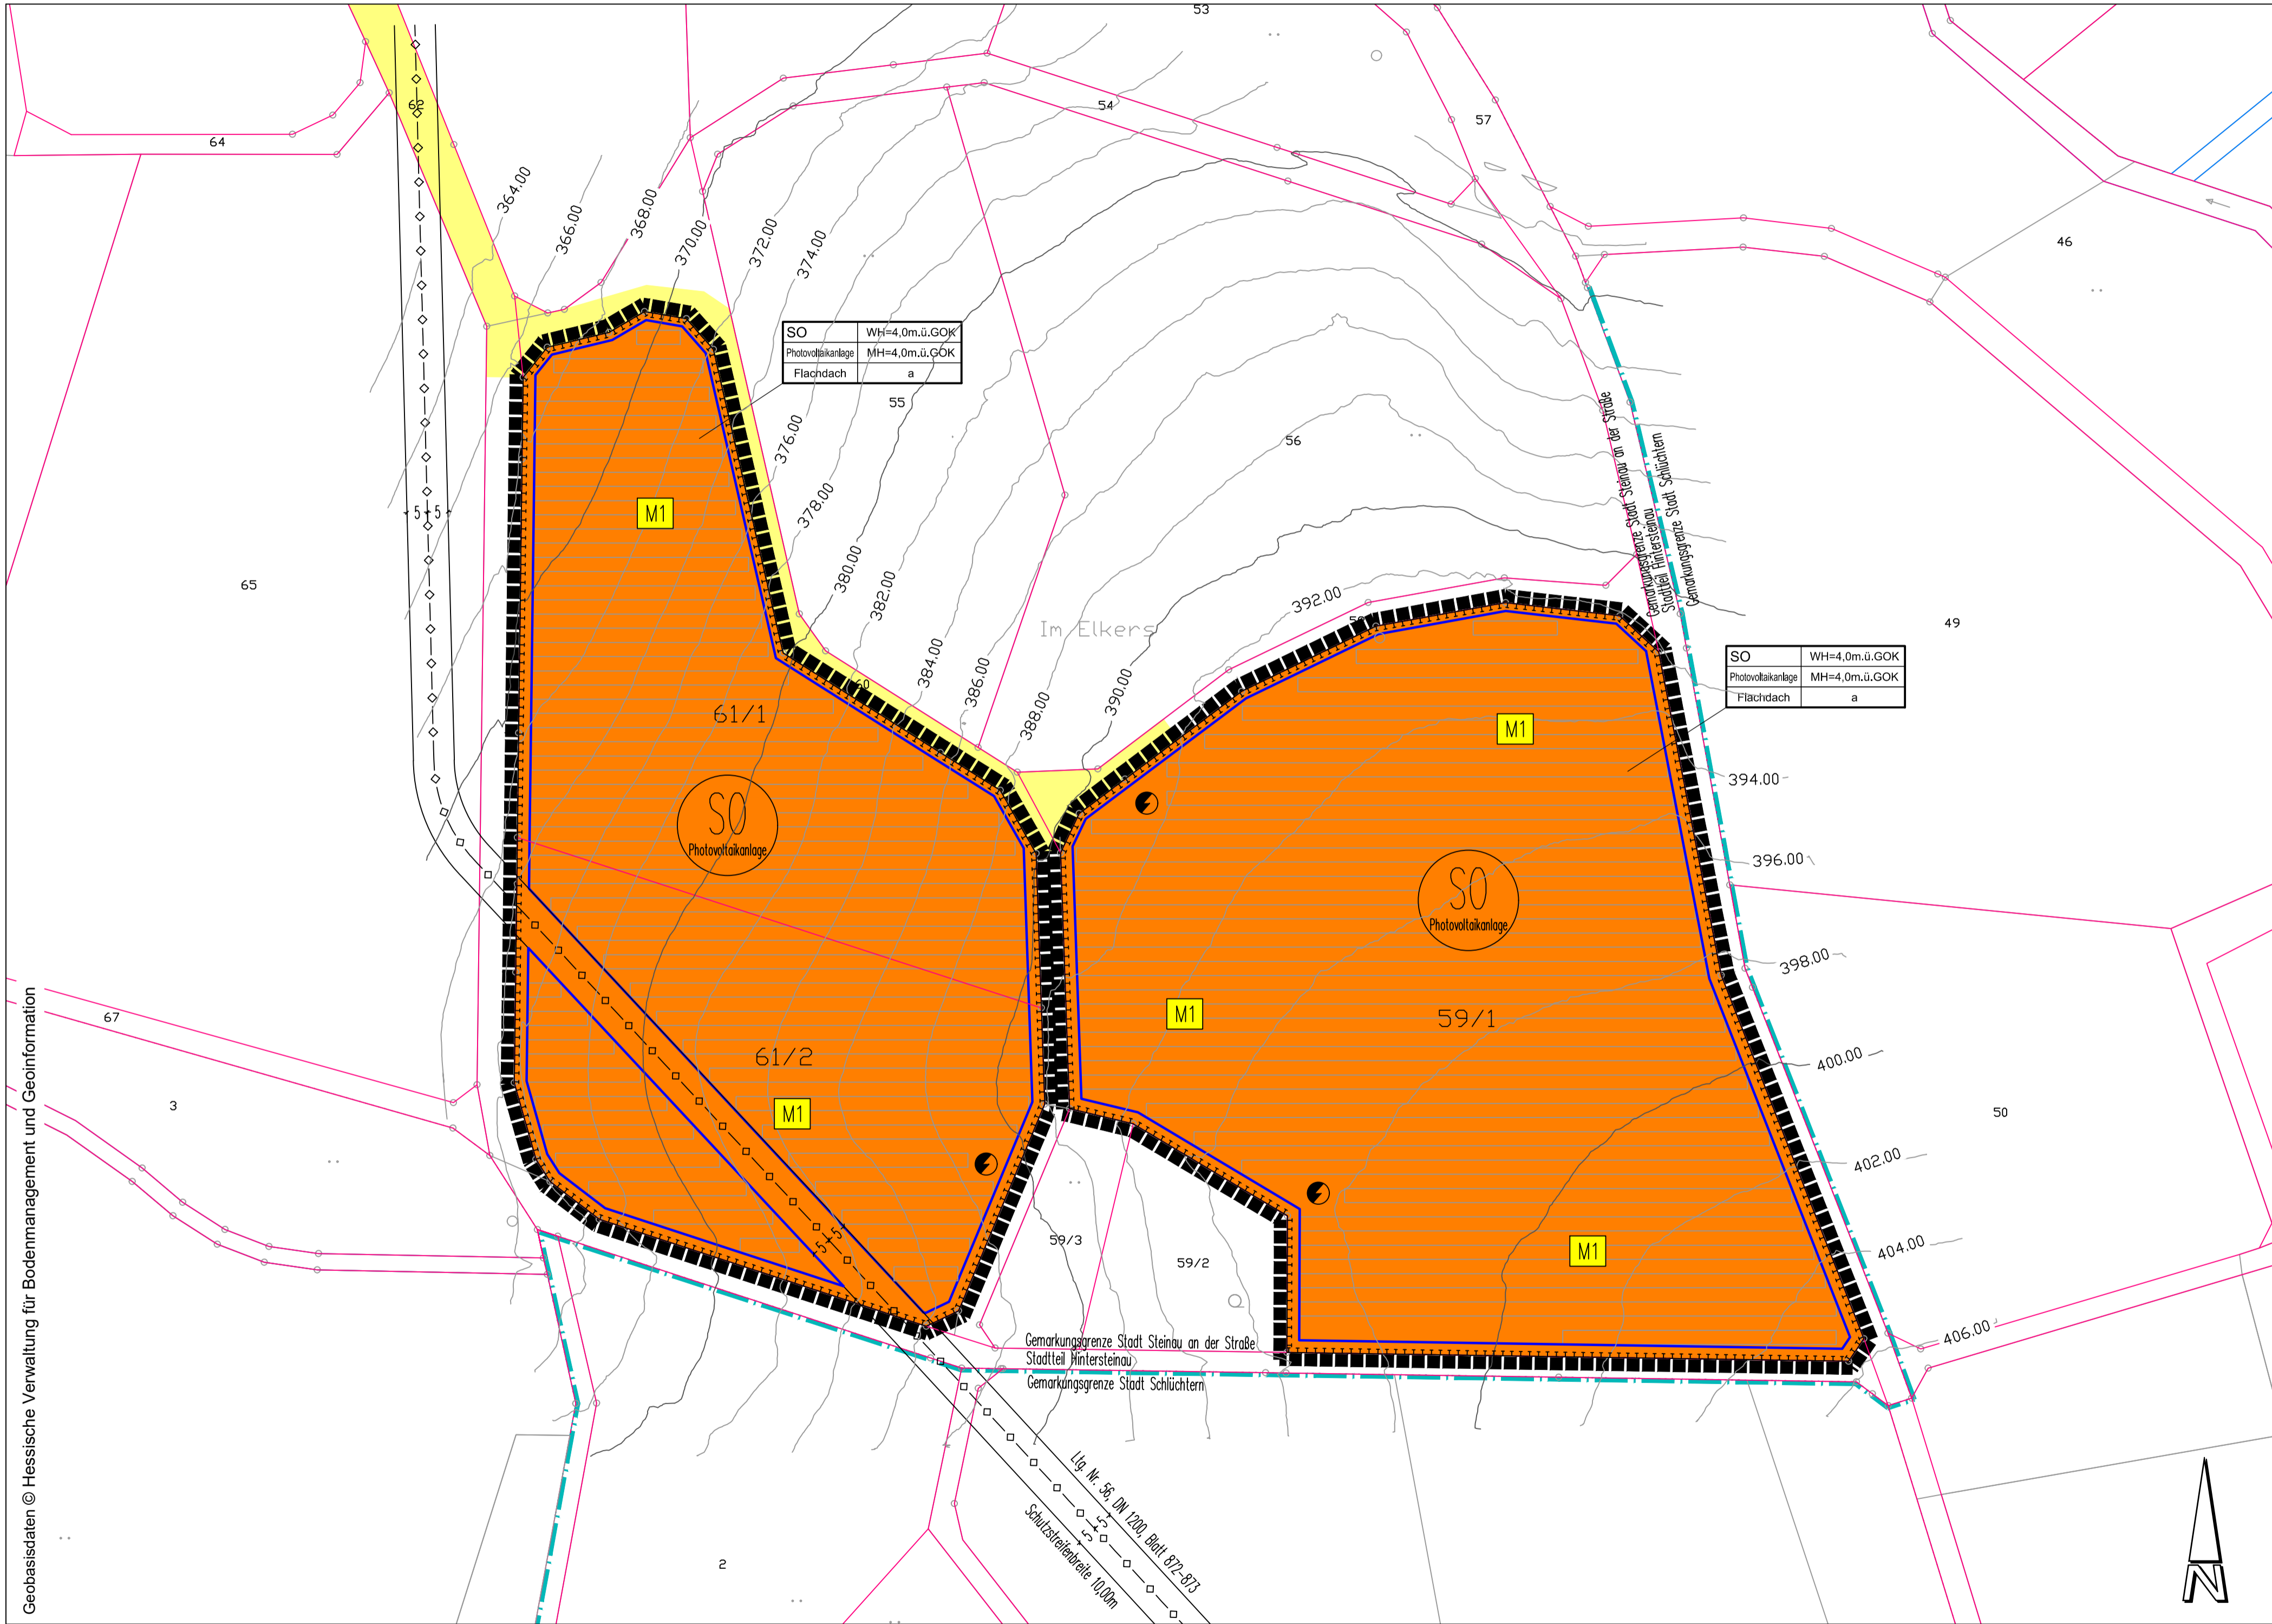 53
54
62
57
64
364.00
366.00
368.00
370.00
372.00
374.00
46
SO
WH=4,0m.ü.GOK
Photovoltaikanlage
MH=4,0m.ü.GOK
Flachdach
a
55
56
376.00
378.00
380.00
382.00
384.00
386.00
388.00
390.00
392.00
5 5
M1
65
Im Elkers
Gemarkungsgrenze Stadt Steinau an der Straße
Stadtteil Hintersteinau
Gemarkungsgrenze Stadt Schlüchtern
49
SO
WH=4,0m.ü.GOK
Photovoltaikanlage
MH=4,0m.ü.GOK
Flachdach
a
60
61/1
M1
394.00
SO
Photovoltaikanlage
SO
Photovoltaikanlage
396.00
398.00
400.00
402.00
404.00
406.00
67
M1
59/1
61/2
3
M1
50
5 5
59/3
59/2
M1
Gemarkungsgrenze Stadt Steinau an der Straße
Stadtteil Hintersteinau
Gemarkungsgrenze Stadt Schlüchtern
Ltg. Nr. 56, DN 1200, Blatt 872-873
5 5
Schutzstreifenbreite 10,00m
2
N
Geobasisdaten © Hessische Verwaltung für Bodenmanagement und Geoinformation